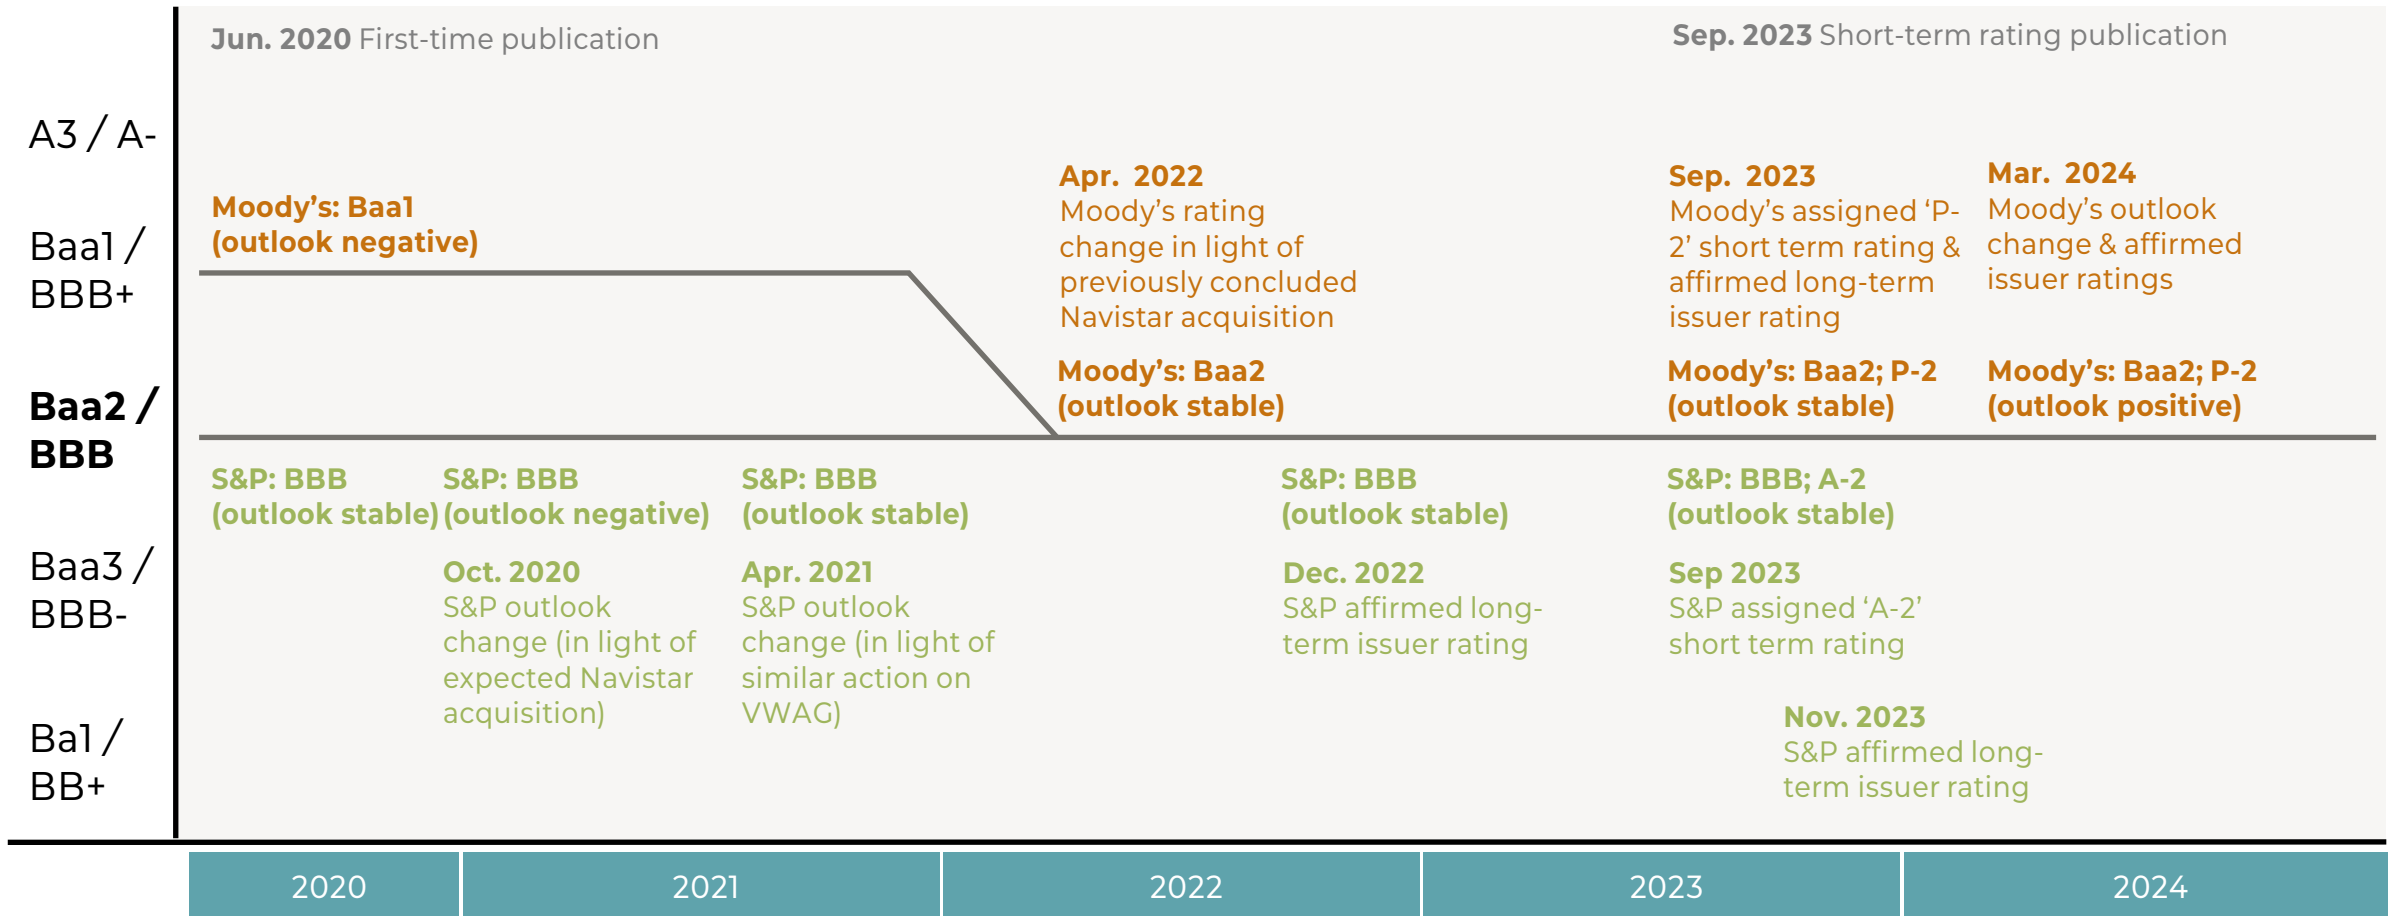 Jun. 2020 First-time publication
Sep. 2023 Short-term rating publication
A3 / A-
Baa1 /
BBB+
Baa2 /
BBB
Baa3 /
BBB-
Ba1 /
BB+
Moody's: Baa1
(outlook negative)
Apr.  2022
Moody's rating
change in light of
previously concluded
Navistar acquisition
Moody's: Baa2
(outlook stable)
Sep.  2023
Moody's assigned ‘P-
2’ short term rating &
affirmed long-term
issuer rating
Moody's: Baa2; P-2
(outlook stable)
Mar.  2024
Moody's outlook
change & affirmed
issuer ratings
Moody's: Baa2; P-2
(outlook positive)
S&P: BBB
(outlook stable)
S&P: BBB
(outlook negative)
Oct. 2020
S&P outlook
change (in light of
expected Navistar
acquisition)
S&P: BBB
(outlook stable)
Apr. 2021
S&P outlook
change (in light of
similar action on
VWAG)
S&P: BBB
(outlook stable)
Dec. 2022
S&P affirmed long-
term issuer rating
S&P: BBB; A-2
(outlook stable)
Sep 2023
S&P assigned ‘A-2’
short term rating
Nov. 2023
S&P affirmed long-
term issuer rating
2020
2021
2022
2023
2024